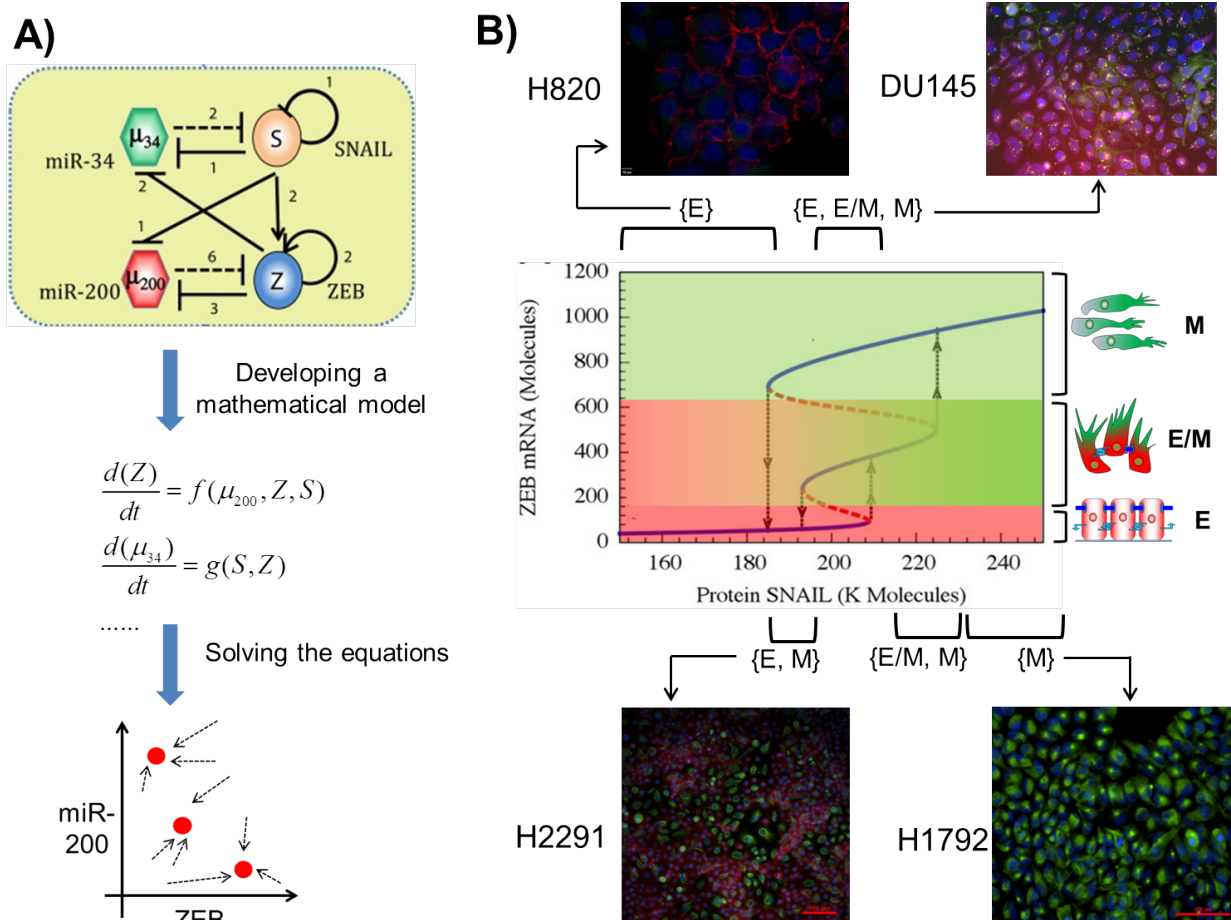 A)
μ34
miR-34
2
1
S
1
SNAIL
2
1
2
μ200
miR-200
6
3
Z
2
ZEB
Developing a
mathematical model
d(Z)
dt
= f(μ200, Z, S)
d(μ34)
dt
= g(S, Z)
......
Solving the equations
miR-
200
ZEB
B)
H820
DU145
{E}
{E, E/M, M}
ZEB mRNA (Molecules)
1200
1000
800
600
400
200
0
160
180
200
220
240
Protein SNAIL (K Molecules)
M
E/M
E
{E, M}
{E/M, M}
{M}
H2291
H1792